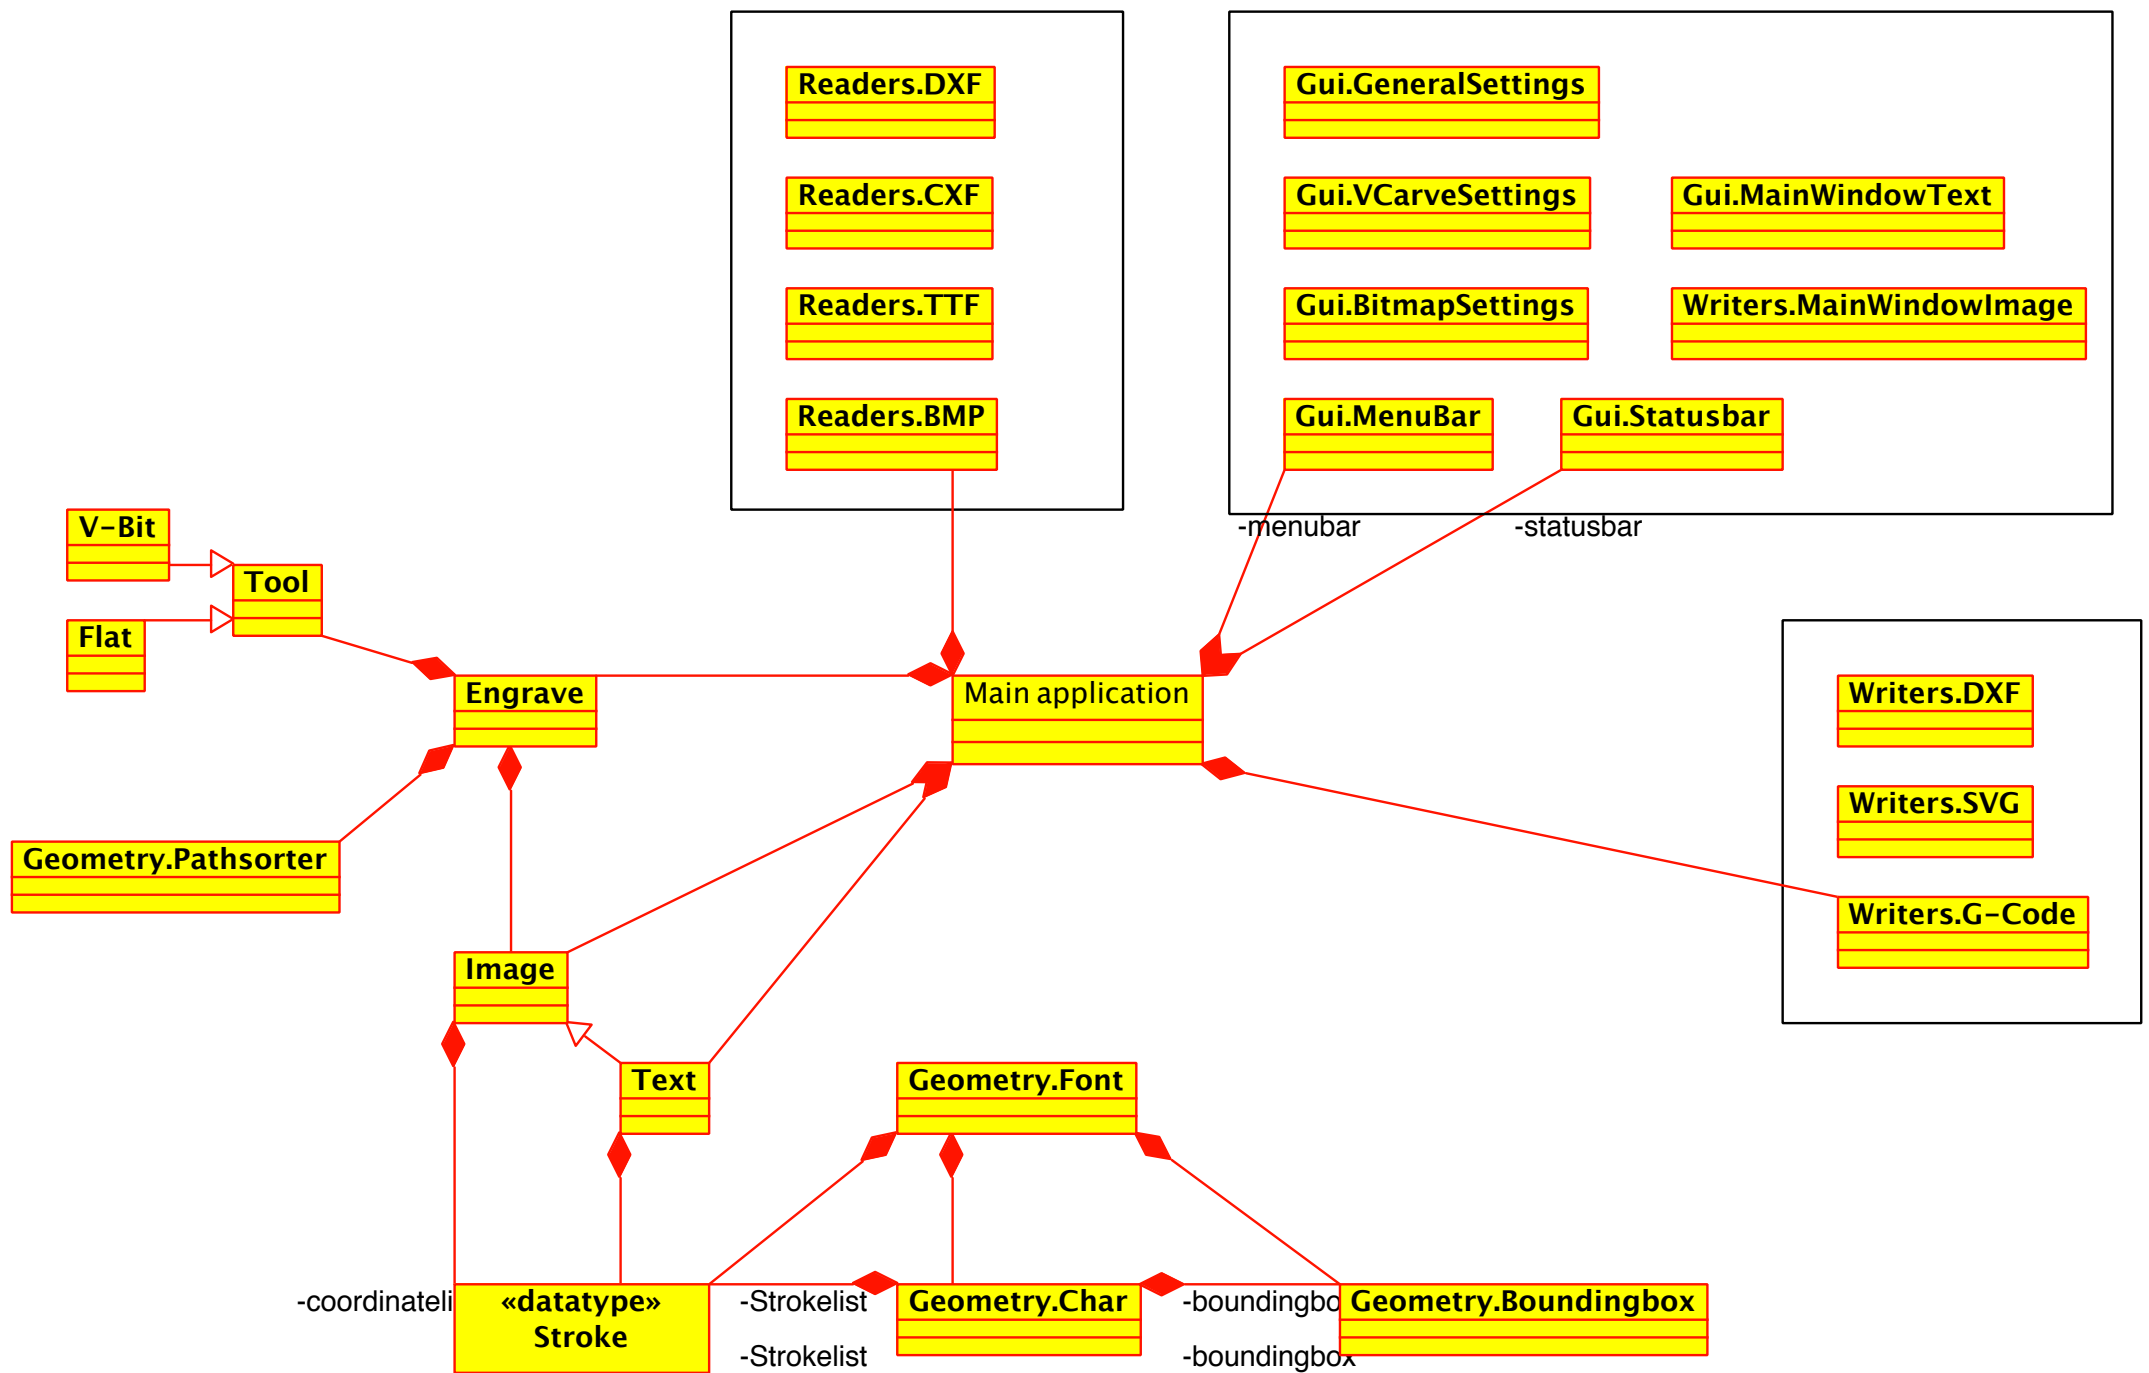 Readers.DXF
Readers.CXF
Readers.TTF
Readers.BMP
Gui.GeneralSettings
Gui.VCarveSettings
Gui.MainWindowText
Gui.BitmapSettings
Writers.MainWindowImage
Gui.MenuBar
Gui.Statusbar
-menubar
-statusbar
V-Bit
Tool
Flat
Engrave
Main application
Writers.DXF
Writers.SVG
Writers.G-Code
Geometry.Pathsorter
Image
Text
Geometry.Font
-coordinateli
«datatype»
Stroke
-Strokelist
-Strokelist
Geometry.Char
-boundingbo
-boundingbox
Geometry.Boundingbox